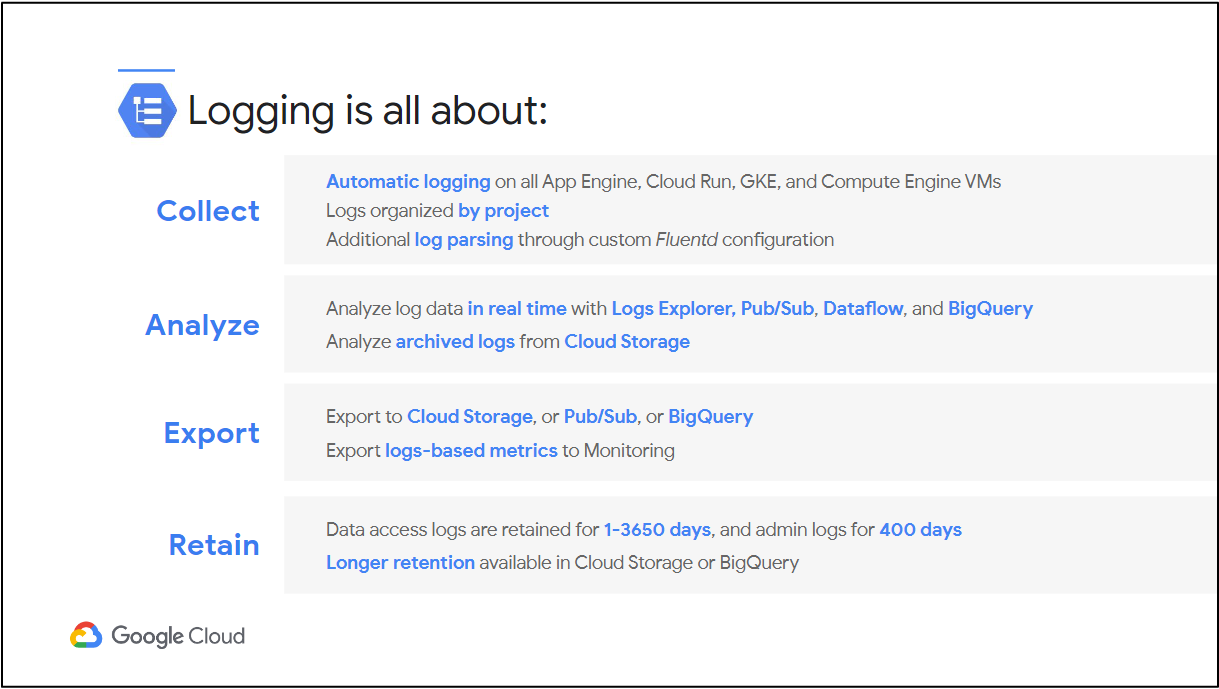 Logging is all about:
Collect
Automatic logging on all App Engine, Cloud Run, GKE, and Compute Engine VMs
Logs organized by project
Additional log parsing through custom Fluentd configuration
Analyze
Analyze log data in real time with Logs Explorer, Pub/Sub, Dataflow, and BigQuery
Analyze archived logs from Cloud Storage
Export
Export to Cloud Storage, or Pub/Sub, or BigQuery
Export logs-based metrics to Monitoring
Retain
Data access logs are retained for 1-3650 days, and admin logs for 400 days
Longer retention available in Cloud Storage or BigQuery
Google Cloud